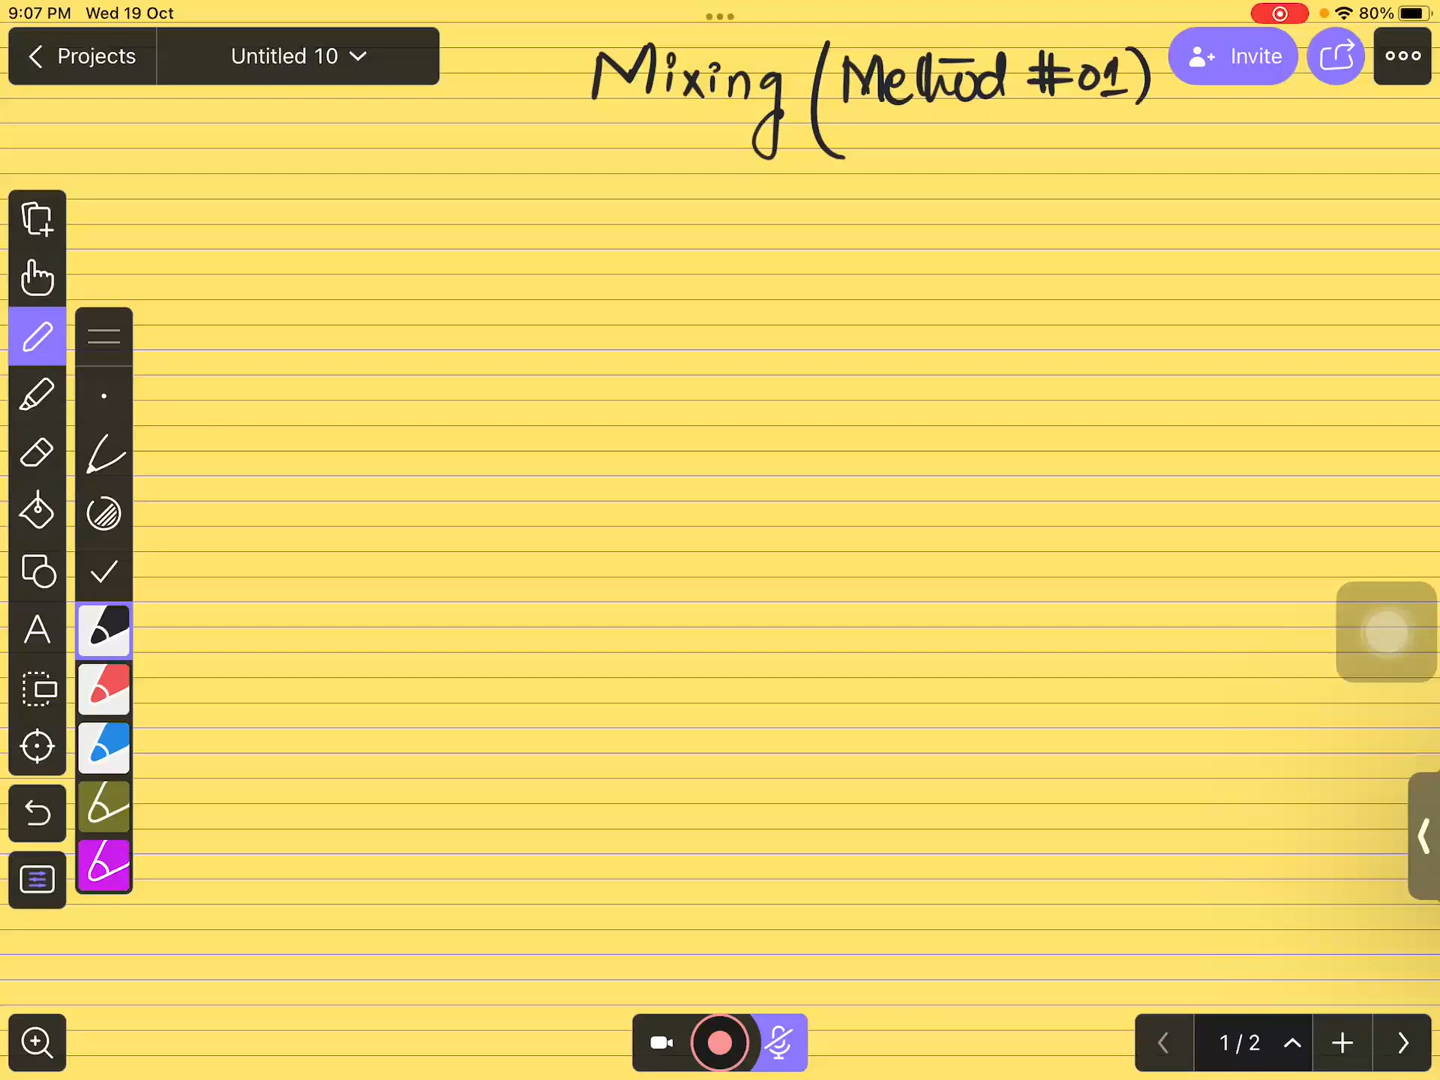 9:07 PM Wed 19 Oct
80%
Projects
Untitled 10
Mixing (Method #01)
Invite
A
1 / 2